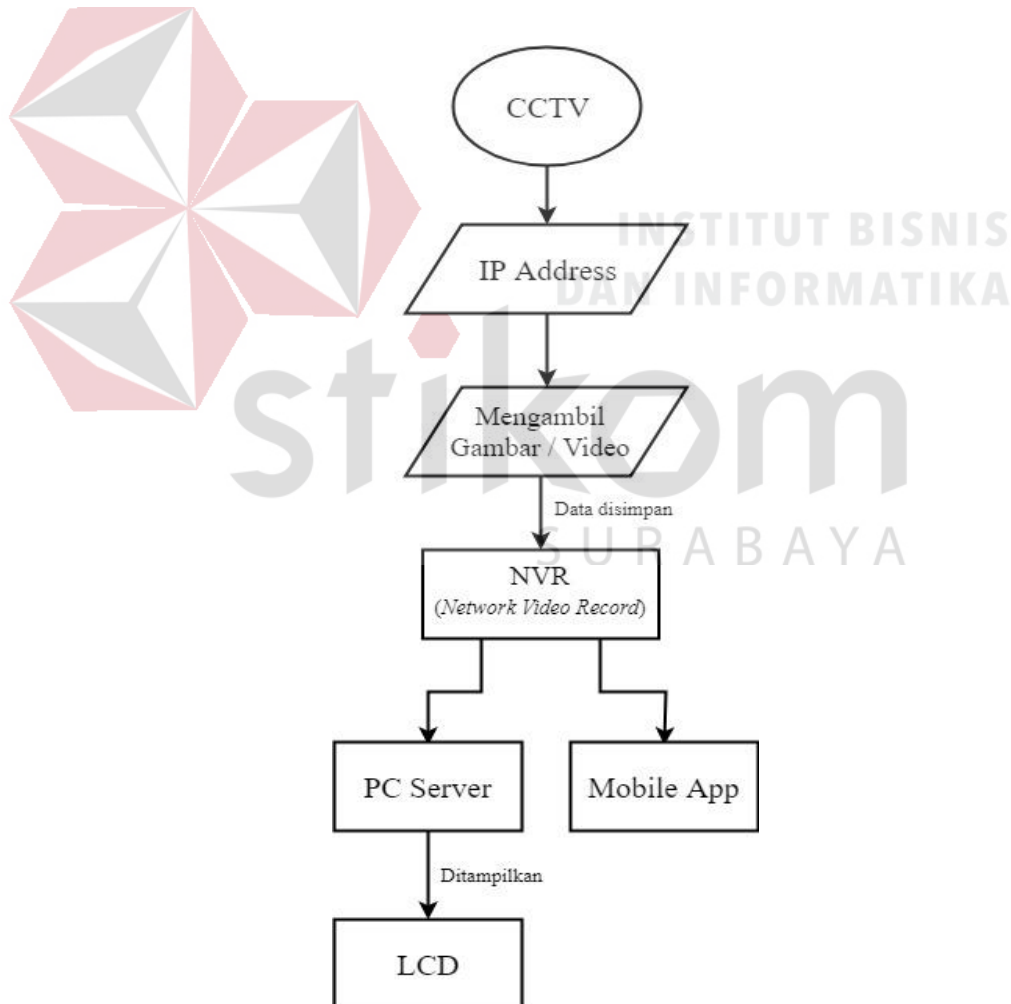 CCTV
INSTITUT BISNIS
DAN INFORMATIKA
IP Address
stikom
SURABAYA
Mengambil
Gambar / Video
Data disimpan
NVR
(Network Video Record)
PC Server
Mobile App
Ditampilkan
LCD